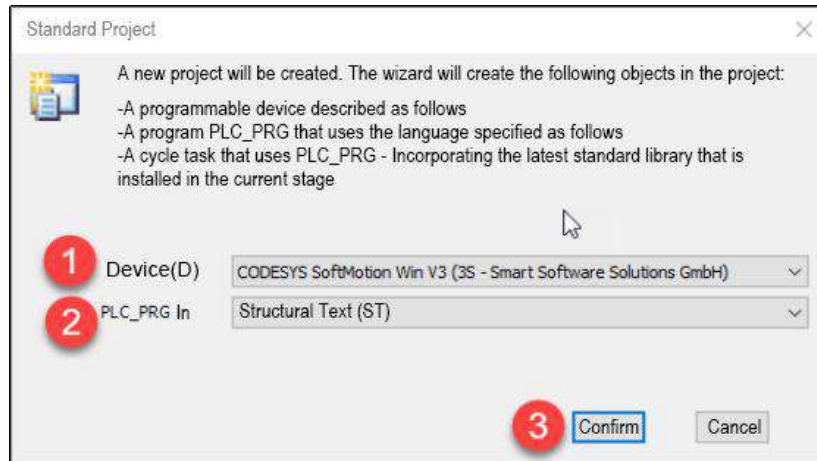 Standard Project
A new project will be created. The wizard will create the following objects in the project:
-A programmable device described as follows
-A program PLC_PRG that uses the language specified as follows
-A cycle task that uses PLC_PRG - Incorporating the latest standard library that is
installed in the current stage
1 Device(D) CODESYS SoftMotion Win V3 (3S - Smart Software Solutions GmbH)
2 PLC_PRG In Structural Text (ST)
3 Confirm Cancel